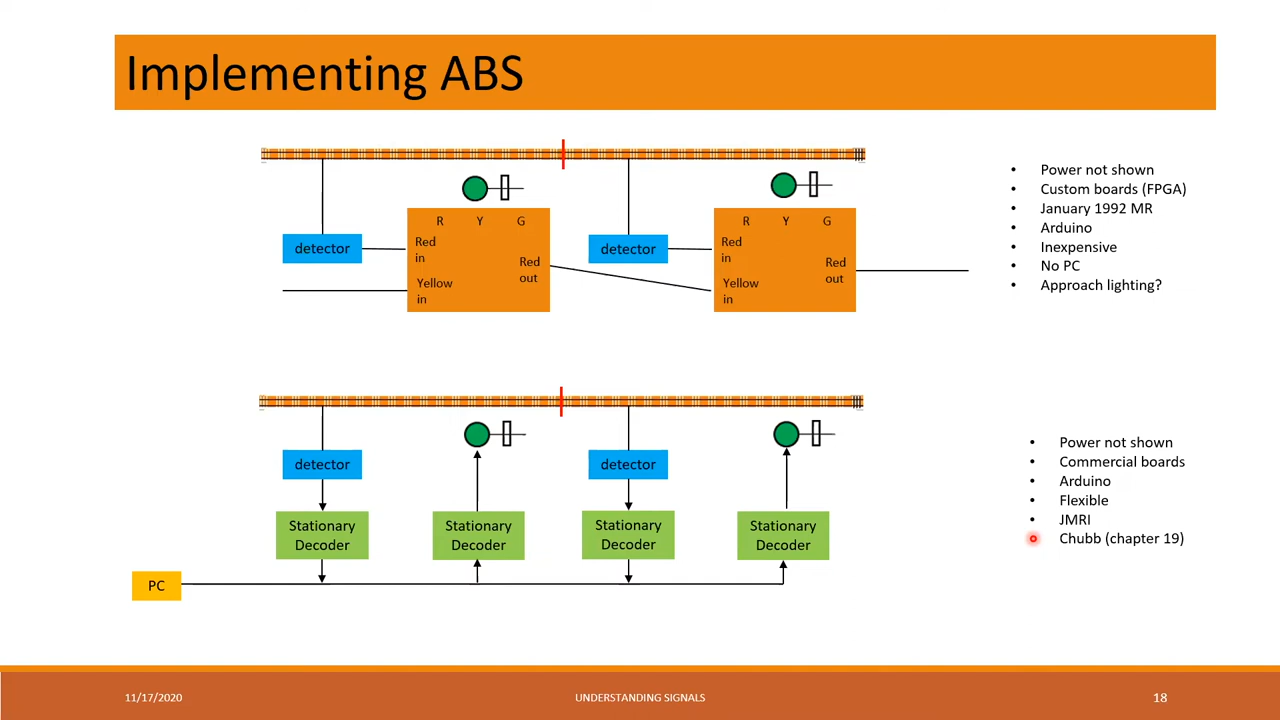 Implementing ABS
R Y G
detector
Red
in
Yellow
in
Red
out
detector
R Y G
Red
in
Yellow
in
Red
out
• Power not shown
• Custom boards (FPGA)
• January 1992 MR
• Arduino
• Inexpensive
• No PC
• Approach lighting?
detector
detector
Stationary
Decoder
Stationary
Decoder
Stationary
Decoder
Stationary
Decoder
PC
• Power not shown
• Commercial boards
• Arduino
• Flexible
• JMRI
• Chubb (chapter 19)
11/17/2020
UNDERSTANDING SIGNALS
18